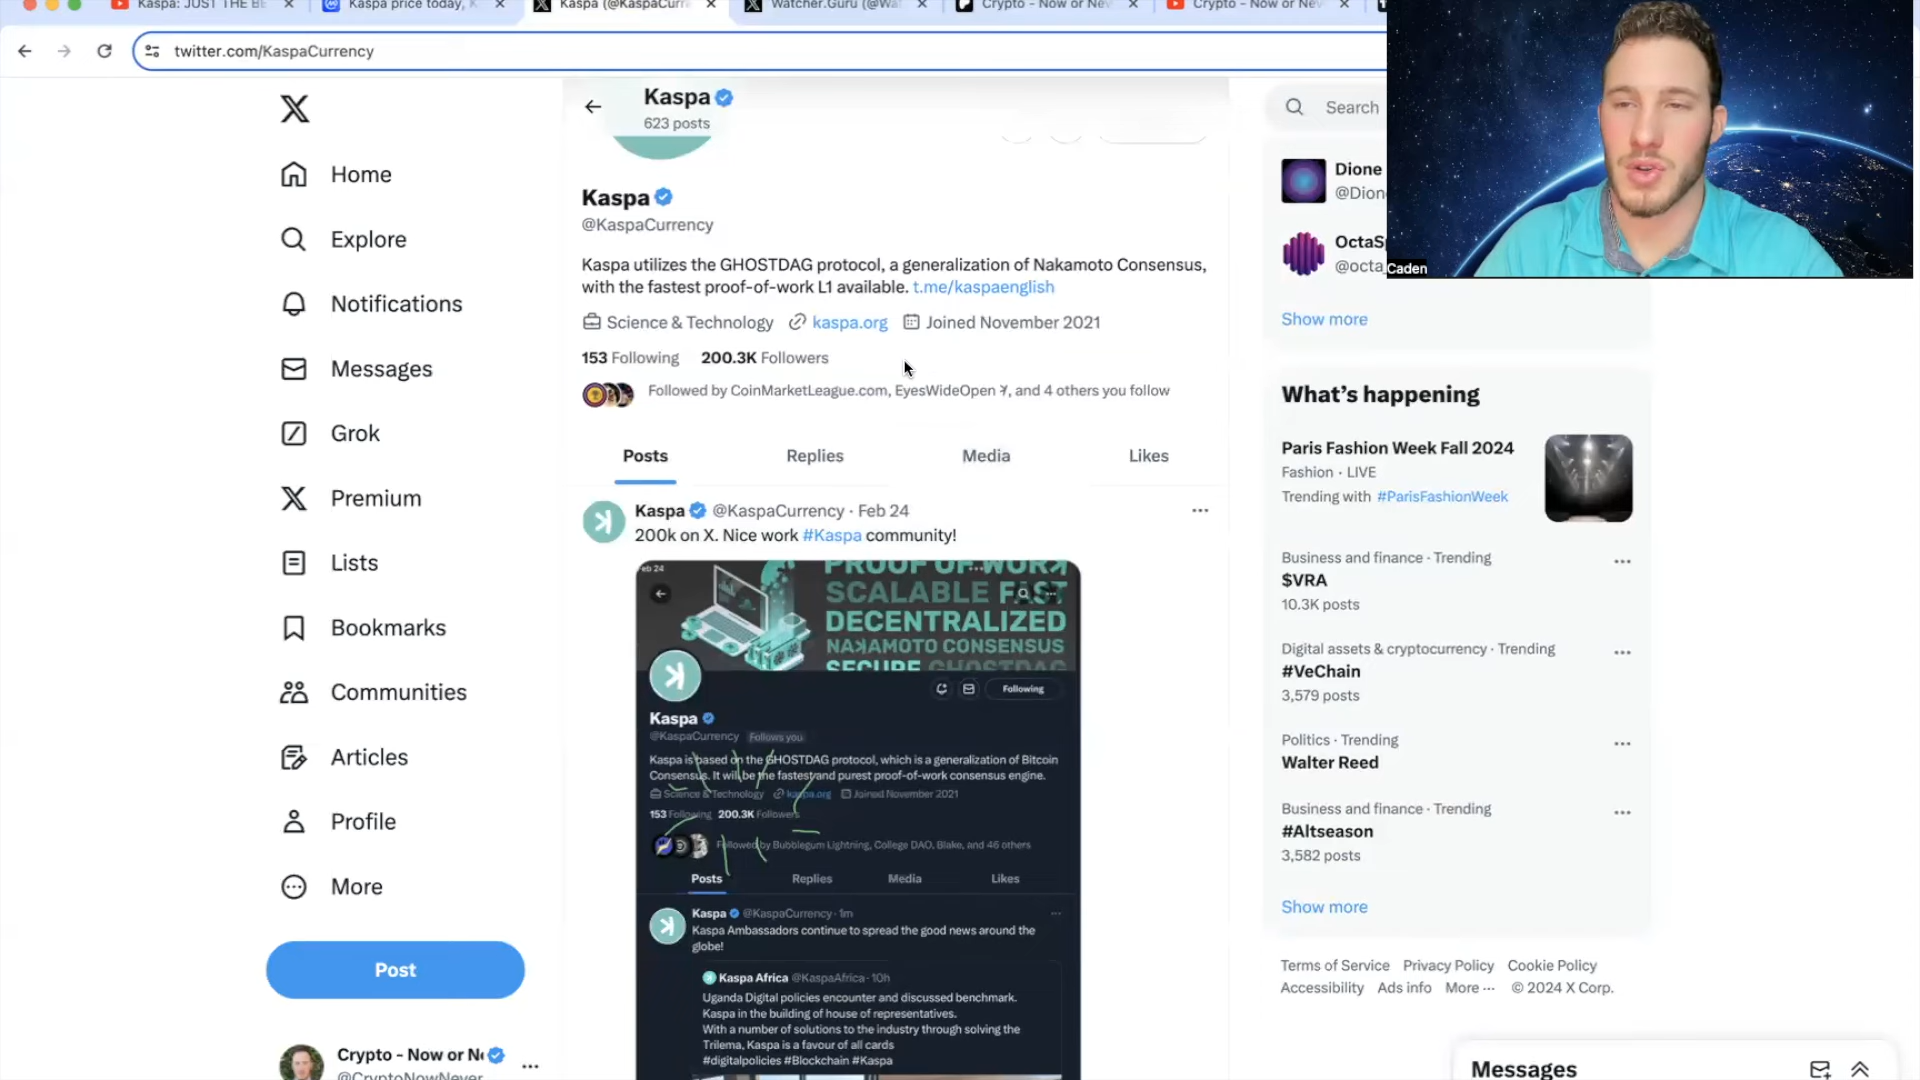 Kaspa: JUST THE BE
Kaspa price today, K
Kaspa (@KaspaCurre
Watcher.Guru (@Wat
Crypto - Now or Nev
Crypto - Now or Nev
twitter.com/KaspaCurrency
Home
Explore
Notifications
Messages
Grok
Premium
Lists
Bookmarks
Communities
Articles
Profile
More
Post
Crypto - Now or Ne
@CryptoNowNever
Kaspa
623 posts
Kaspa
@KaspaCurrency
Kaspa utilizes the GHOSTDAG protocol, a generalization of Nakamoto Consensus,
with the fastest proof-of-work L1 available. t.me/kaspaenglish
Science & Technology kaspa.org Joined November 2021
153 Following 200.3K Followers
Followed by CoinMarketLeague.com, EyesWideOpen, and 4 others you follow
Posts Replies Media Likes
Kaspa @KaspaCurrency · Feb 24
200k on X. Nice work #Kaspa community!
PROOF OF WORK
SCALABLE FAST
DECENTRALIZED
NAKAMOTO CONSENSUS
SECURE GHOSTDAG
Following
Kaspa
@KaspaCurrency Follows you
Kaspa is based on the GHOSTDAG protocol, which is a generalization of Bitcoin
Consensus. It will be the fastest and purest proof-of-work consensus engine.
Science & Technology kaspa.org Joined November 2021
153 Following 200.3K Followers
Followed by Bubblegum Lightning, College DAO, Blake, and 46 others
Posts Replies Media Likes
Kaspa @KaspaCurrency · 1m
Kaspa Ambassadors continue to spread the good news around the
globe!
Kaspa Africa @KaspaAfrica · 10h
Uganda Digital policies encounter and discussed benchmark.
Kaspa in the building of house of representatives.
With a number of solutions to the industry through solving the
Trilema, Kaspa is a favour of all cards
#digitalpolicies #Blockchain #Kaspa
Search
Caden
Dione
@Dion
OctaSp
@octa_
Show more
What's happening
Paris Fashion Week Fall 2024
Fashion · LIVE
Trending with #ParisFashionWeek
Business and finance · Trending
$VRA
10.3K posts
Digital assets & cryptocurrency · Trending
#VeChain
3,579 posts
Politics · Trending
Walter Reed
Business and finance · Trending
#Altseason
3,582 posts
Show more
Terms of Service Privacy Policy Cookie Policy
Accessibility Ads info More ··· © 2024 X Corp.
Messages